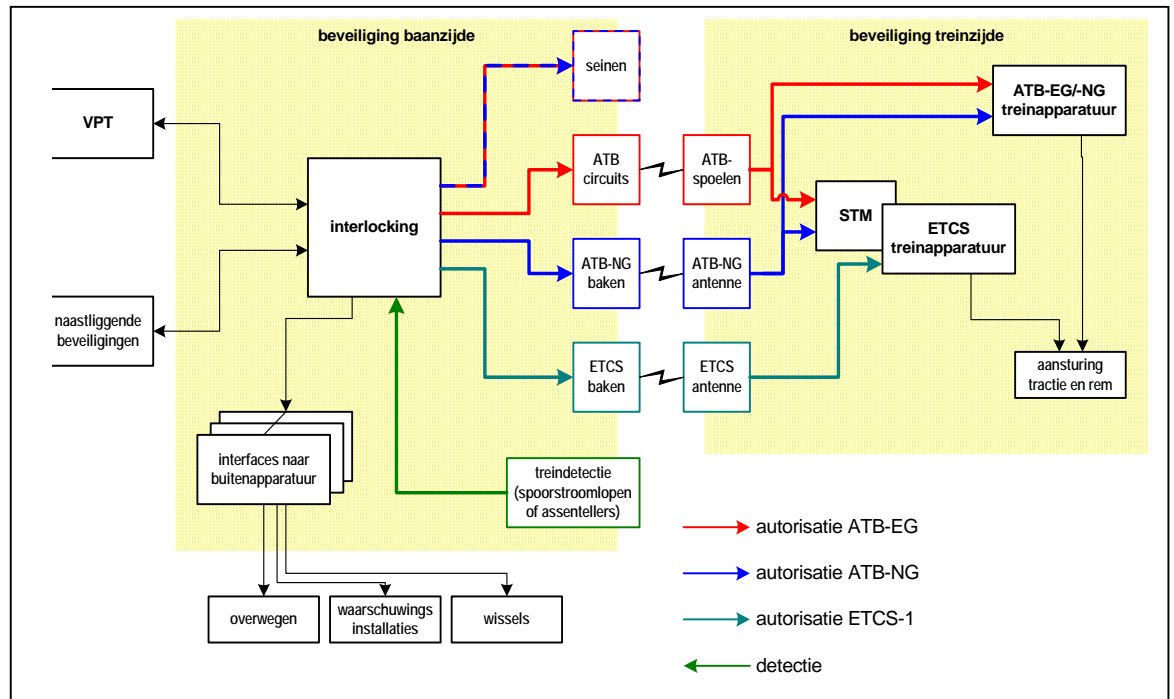 beveiliging baanzijde
beveiliging treinzijde
seinen
ATB-EG/-NG
treinapparatuur
VPT
ATB
circuits
ATB-
spoelen
interlocking
STM
ETCS
treinapparatuur
ATB-NG
baken
ATB-NG
antenne
naastliggende
beveiligingen
ETCS
baken
ETCS
antenne
aansturing
tractie en rem
interfaces naar
buitenapparatuur
treindetectie
(spoorstroomlopen
of assentellers)
autorisatie ATB-EG
autorisatie ATB-NG
overwegen
waarschuwings
installaties
wissels
autorisatie ETCS-1
detectie